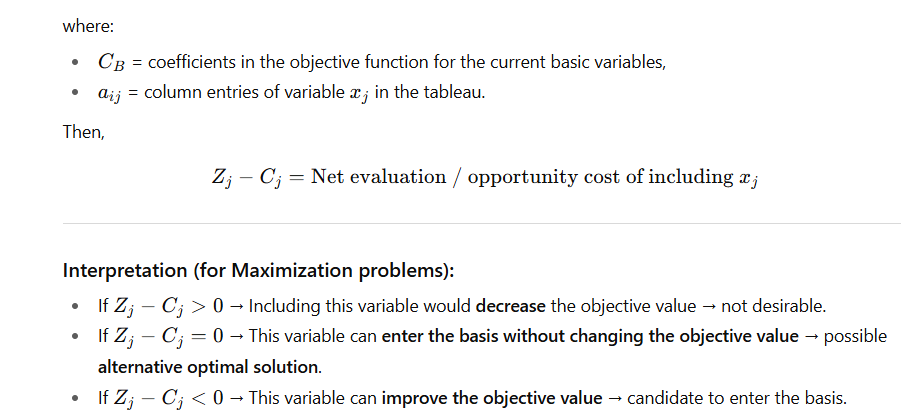 where:
• C_B = coefficients in the objective function for the current basic variables,
• a_{ij} = column entries of variable x_j in the tableau.
Then,
Z_j − C_j = Net evaluation / opportunity cost of including x_j
Interpretation (for Maximization problems):
• If Z_j − C_j > 0 → Including this variable would decrease the objective value → not desirable.
• If Z_j − C_j = 0 → This variable can enter the basis without changing the objective value → possible
alternative optimal solution.
• If Z_j − C_j < 0 → This variable can improve the objective value → candidate to enter the basis.